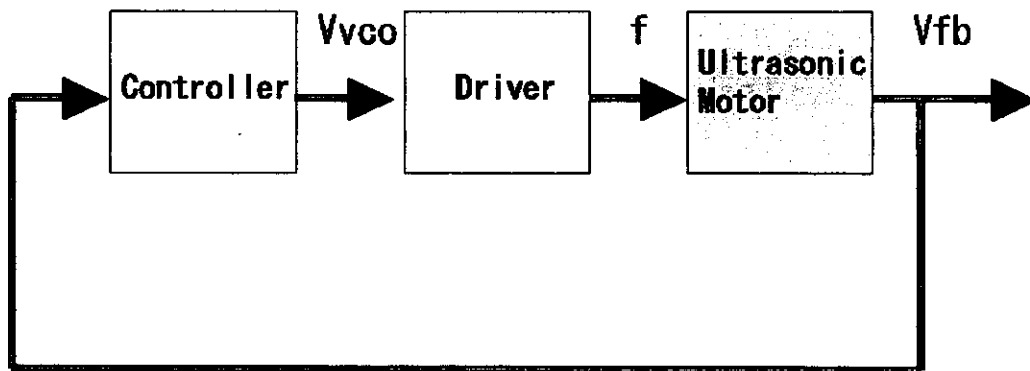 Vvco
f
Vfb
Controller
Driver
Ultrasonic
Motor